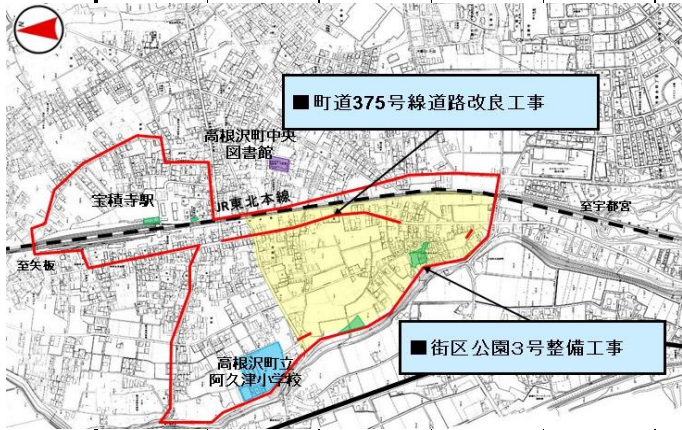 N
■町道375号線道路改良工事
高根沢町中央
図書館
宝積寺駅
JR東北本線
至宇都宮
至矢板
■街区公園3号整備工事
高根沢町立
阿久津小学校